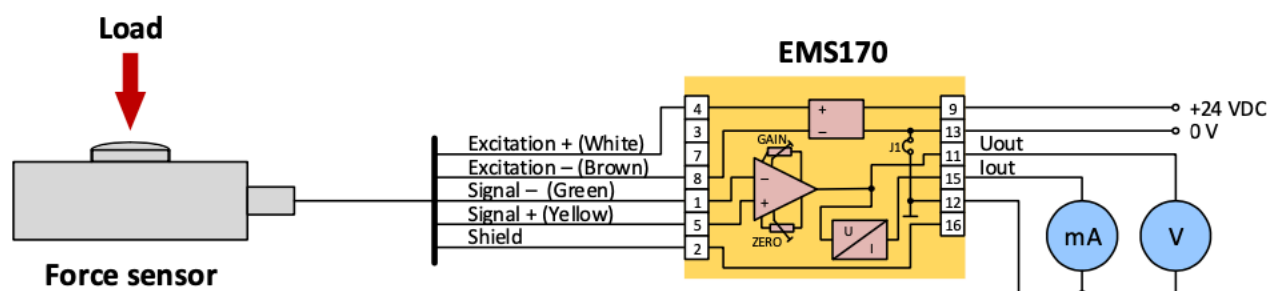 Load
Force sensor
Excitation + (White)
Excitation – (Brown)
Signal – (Green)
Signal + (Yellow)
Shield
EMS170
4
3
7
8
1
5
2
+
–
GAIN
–
+
ZERO
J1
U
I
9
13
11
15
12
16
+24 VDC
0 V
Uout
Iout
mA
V